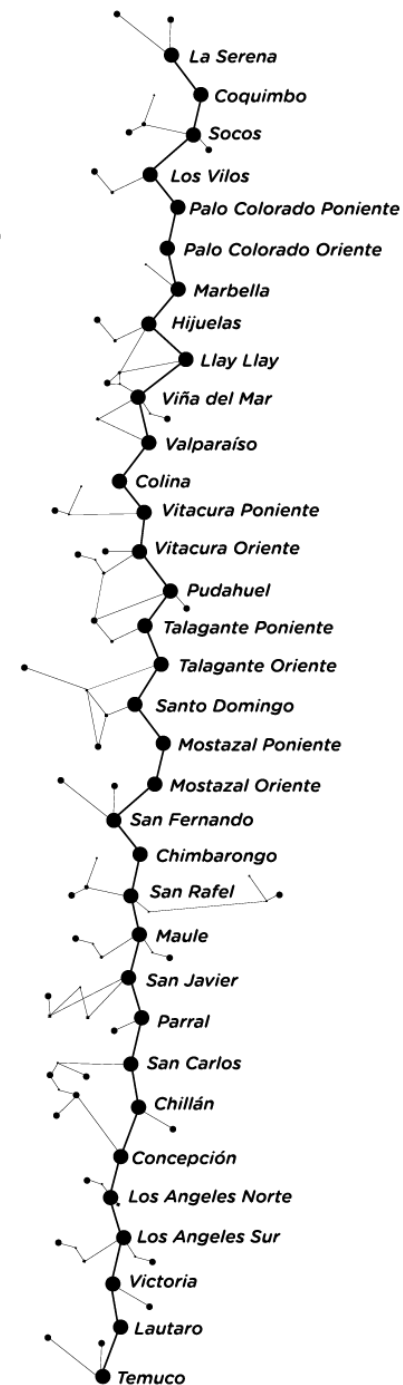 La Serena
Coquimbo
Socos
Los Vilos
Palo Colorado Poniente
Palo Colorado Oriente
Marbella
Hijuelas
Llay Llay
Viña del Mar
Valparaíso
Colina
Vitacura Poniente
Vitacura Oriente
Pudahuel
Talagante Poniente
Talagante Oriente
Santo Domingo
Mostazal Poniente
Mostazal Oriente
San Fernando
Chimbarongo
San Rafel
Maule
San Javier
Parral
San Carlos
Chillán
Concepción
Los Angeles Norte
Los Angeles Sur
Victoria
Lautaro
Temuco